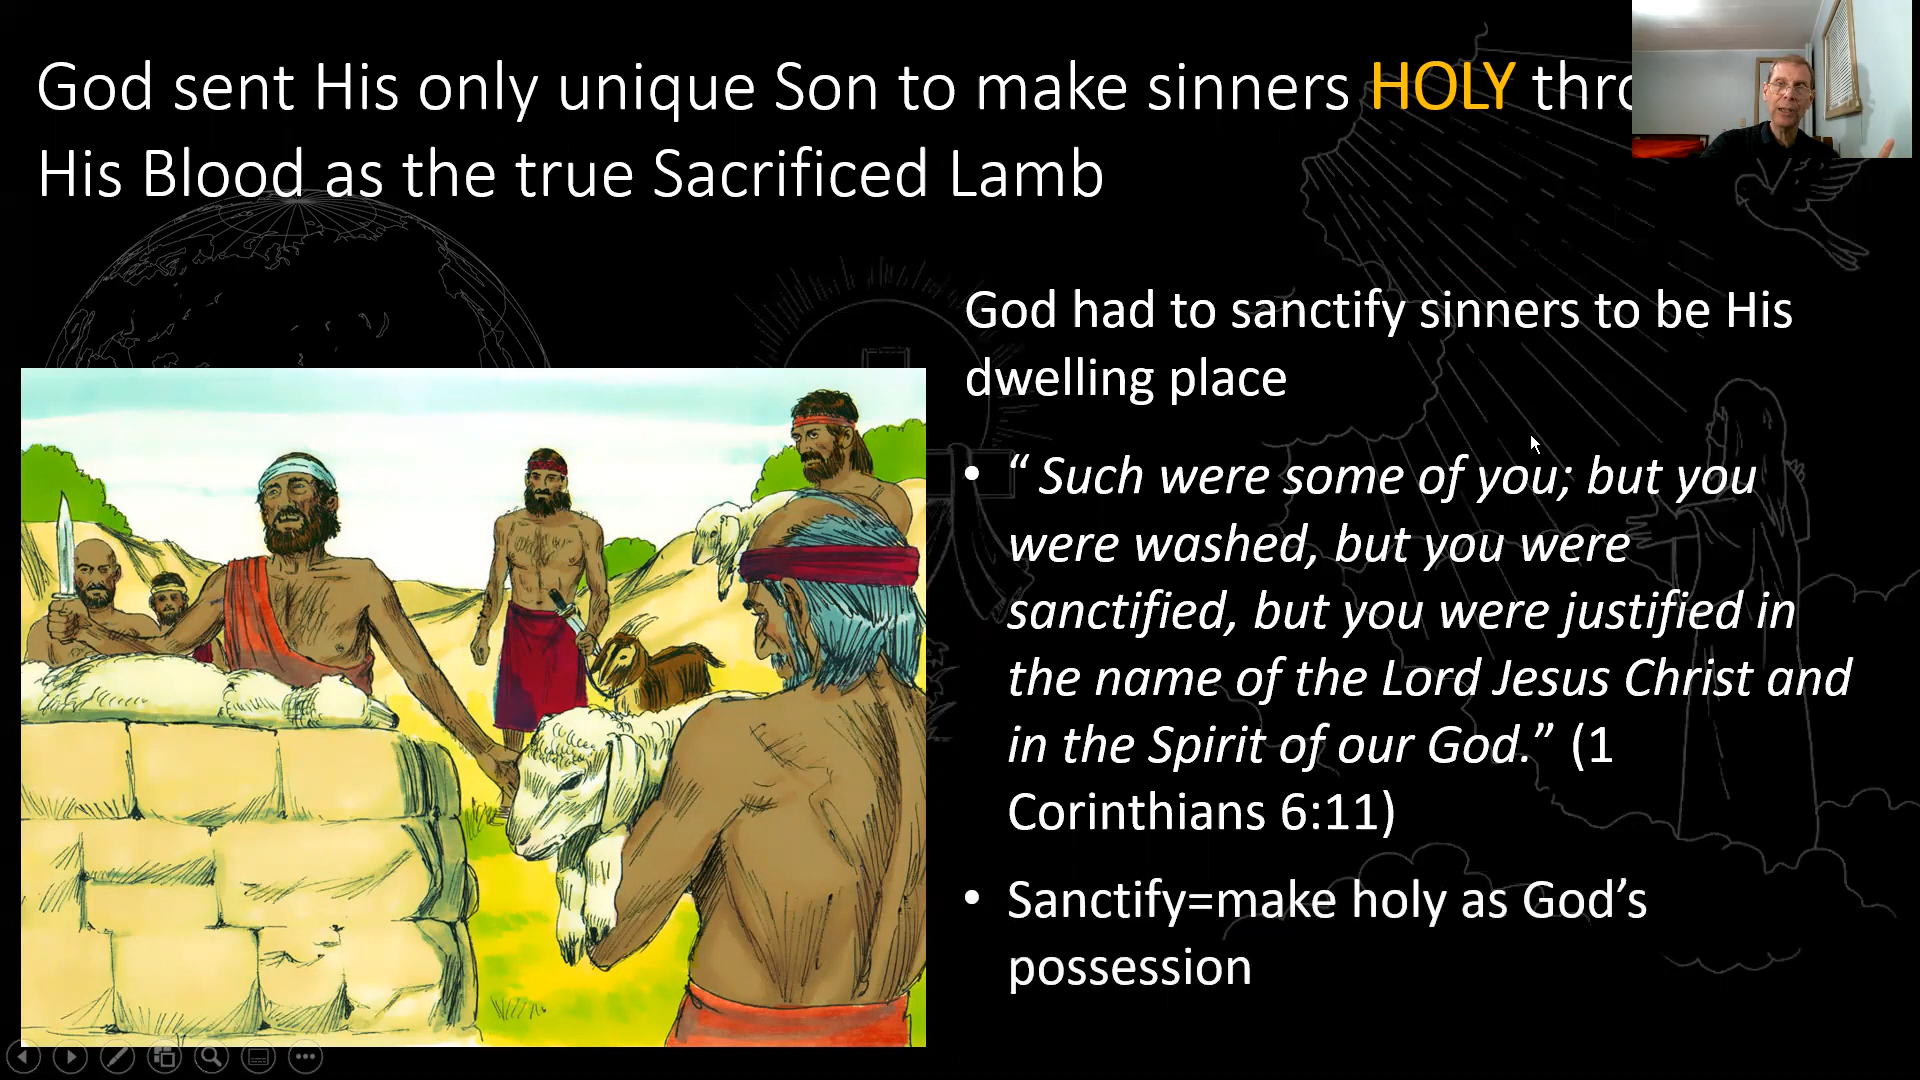 God sent His only unique Son to make sinners HOLY
His Blood as the true Sacrificed Lamb
God had to sanctify sinners to be His
dwelling place
• “ Such were some of you; but you
were washed, but you were
sanctified, but you were justified in
the name of the Lord Jesus Christ and
in the Spirit of our God.” (1
Corinthians 6:11)
• Sanctify=make holy as God’s
possession